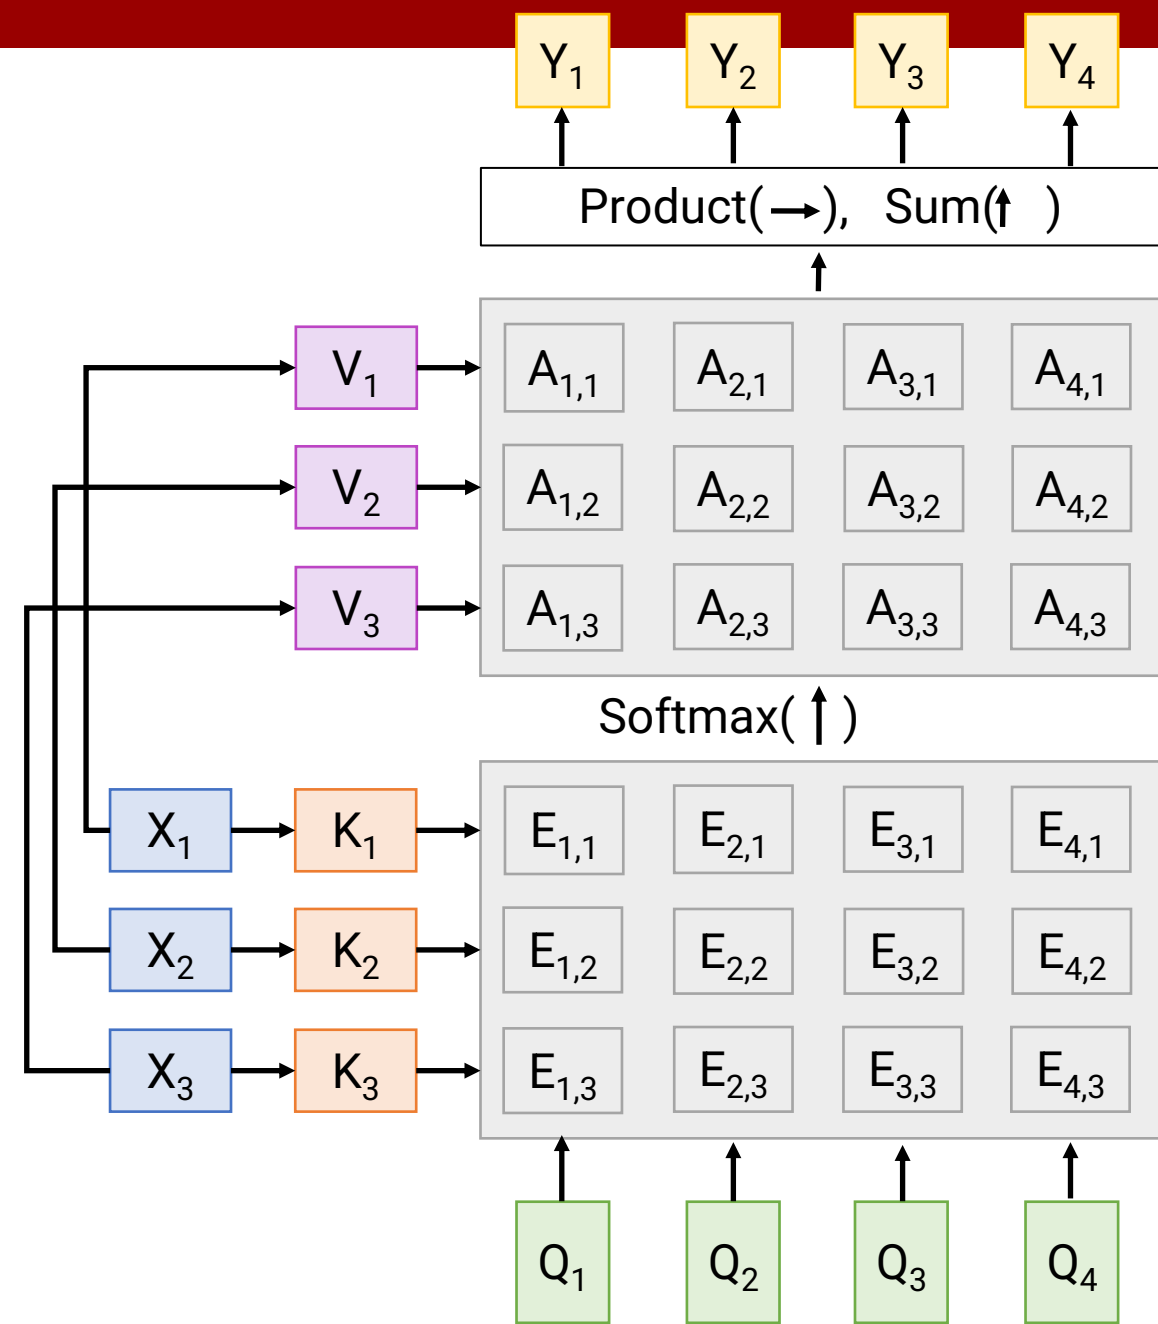 Y1 Y2 Y3 Y4
Product(→), Sum(↑ )
V1 A1,1 A2,1 A3,1 A4,1
V2 A1,2 A2,2 A3,2 A4,2
V3 A1,3 A2,3 A3,3 A4,3
Softmax(↑)
X1 K1 E1,1 E2,1 E3,1 E4,1
X2 K2 E1,2 E2,2 E3,2 E4,2
X3 K3 E1,3 E2,3 E3,3 E4,3
Q1 Q2 Q3 Q4